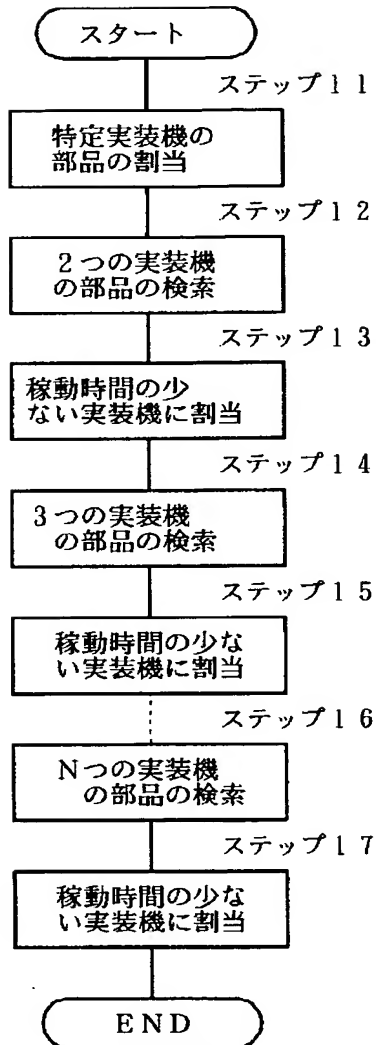 スタート
ステップ11
特定実装機の
部品の割当
ステップ12
2つの実装機
の部品の検索
ステップ13
稼動時間の少
ない実装機に割当
ステップ14
3つの実装機
の部品の検索
ステップ15
稼動時間の少な
い実装機に割当
ステップ16
Nつの実装機
の部品の検索
ステップ17
稼動時間の少な
い実装機に割当
END